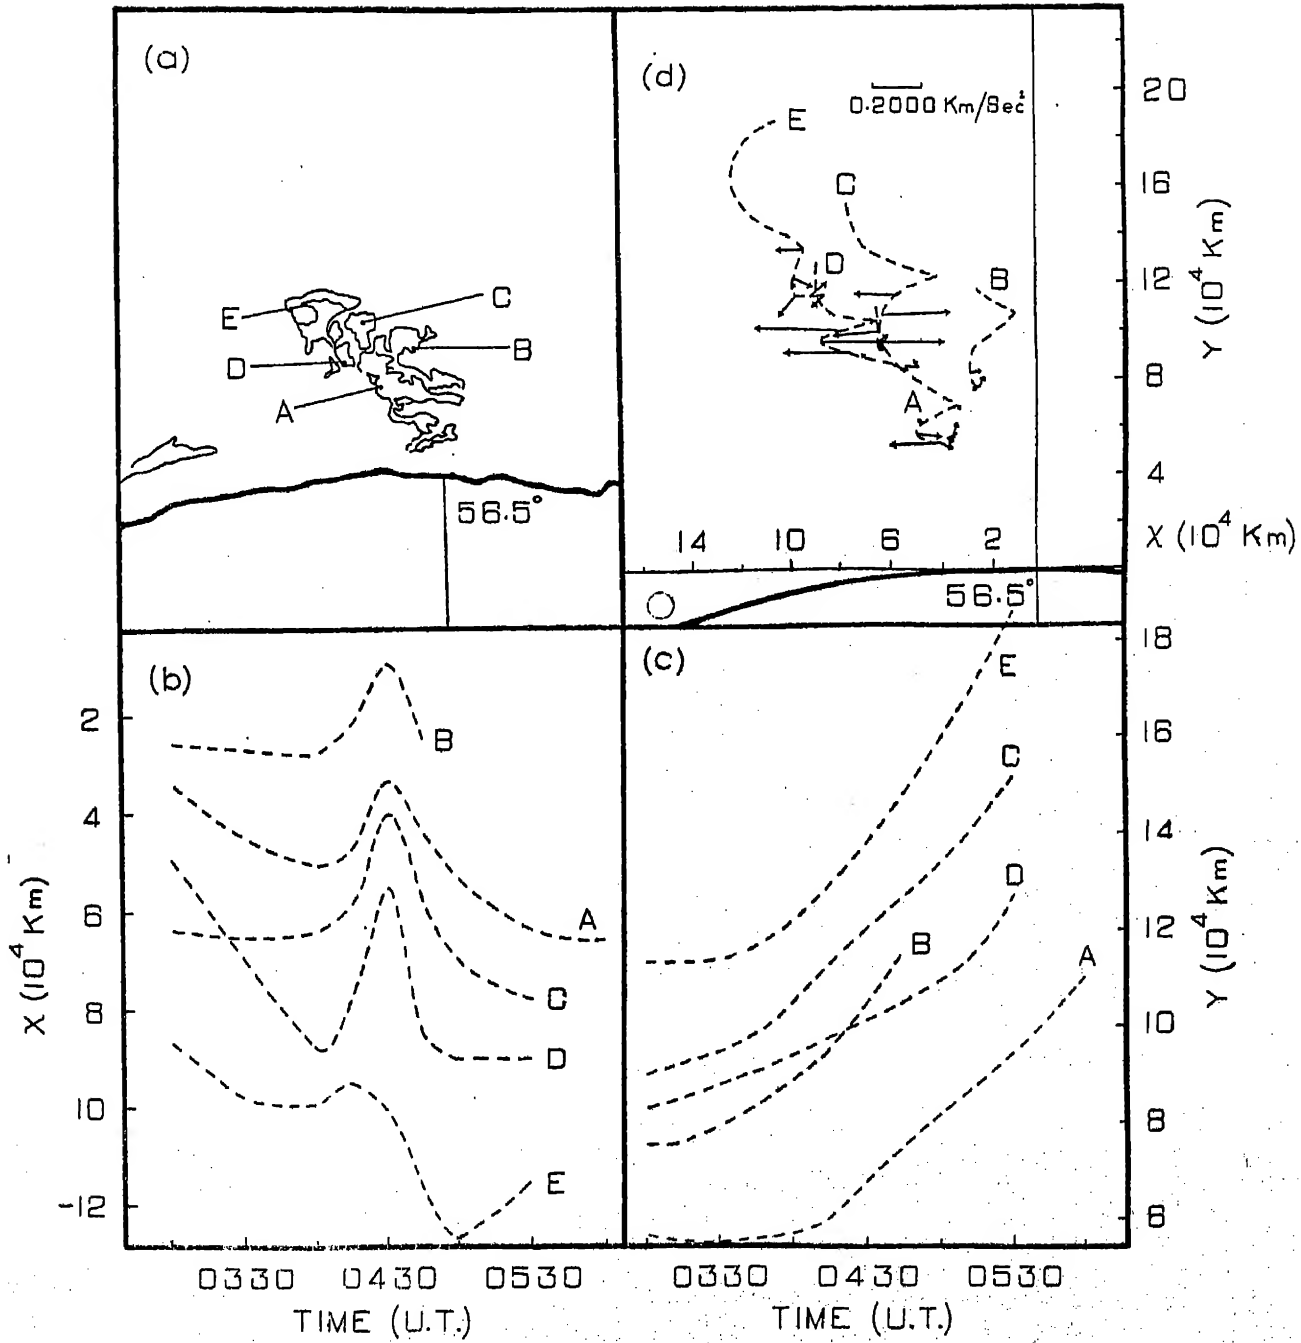 (a)
E
C
B
D
A
56.5°
(d)
0.2000 Km/Sec²
E
C
D
B
A
20
16
12
8
4
Y (10⁴ Km)
14 10 6 2 X (10⁴ Km)
56.5°
(b)
2
4
6
8
10
-12
X (10⁴ Km)
B
A
C
D
E
0330 0430 0530
TIME (U.T.)
(c)
E
C
D
B
A
18
16
14
12
10
8
6
Y (10⁴ Km)
0330 0430 0530
TIME (U.T.)